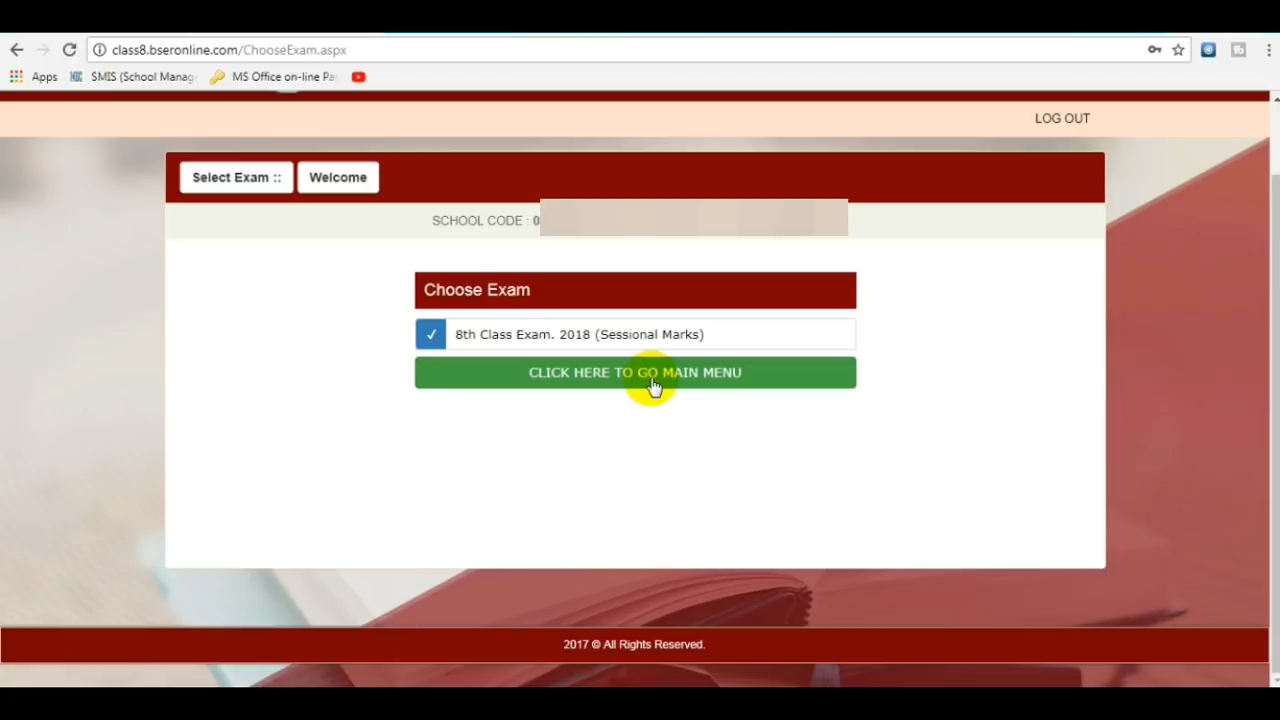 class8.bseronline.com/ChooseExam.aspx
Apps SMIS (School Manag MS Office on-line Pa
LOG OUT
Select Exam :: Welcome
SCHOOL CODE : 0
Choose Exam
✓ 8th Class Exam. 2018 (Sessional Marks)
CLICK HERE TO GO MAIN MENU
2017 © All Rights Reserved.